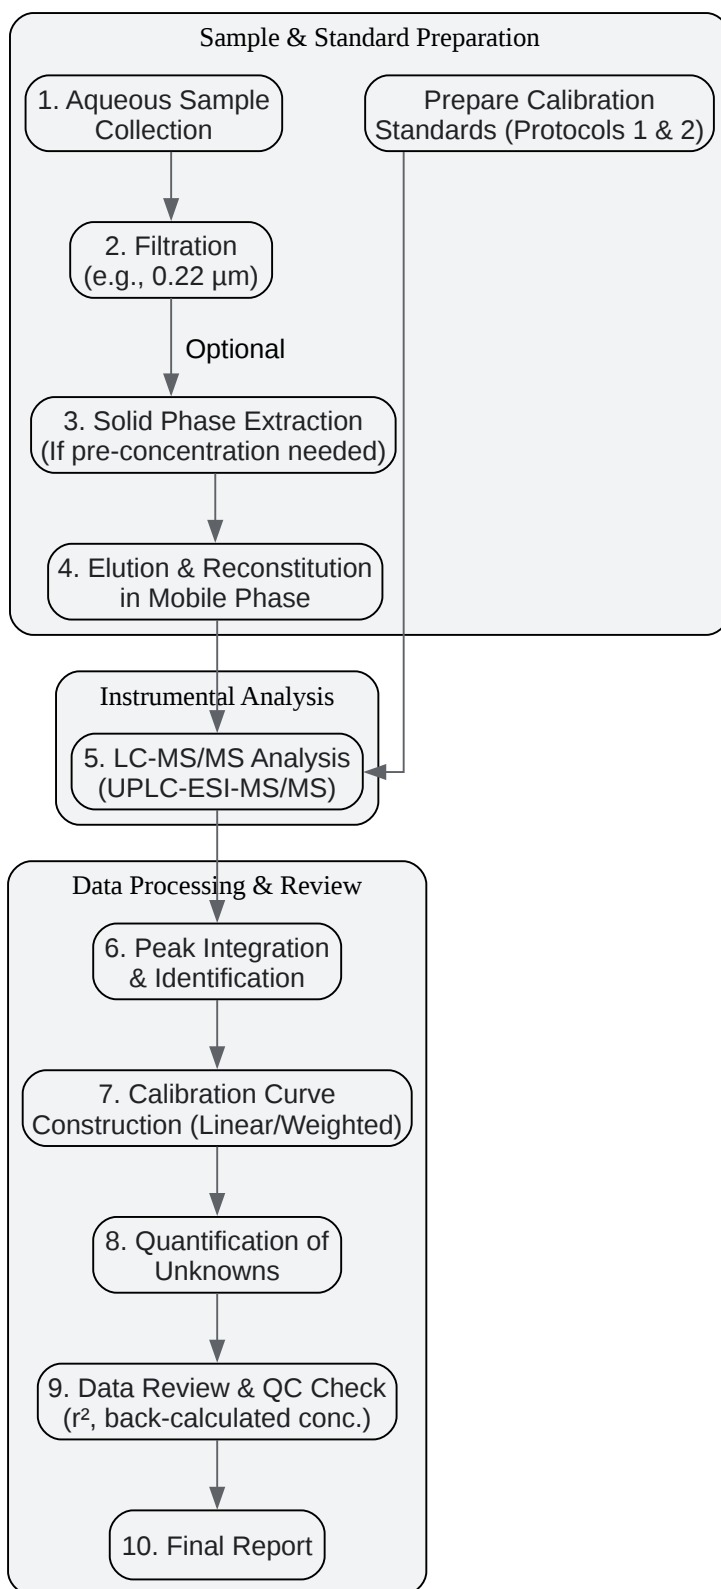 Sample & Standard Preparation
1. Aqueous Sample
Collection
Prepare Calibration
Standards (Protocols 1 & 2)
2. Filtration
(e.g., 0.22 µm)
Optional
3. Solid Phase Extraction
(If pre-concentration needed)
4. Elution & Reconstitution
in Mobile Phase
Instrumental Analysis
5. LC-MS/MS Analysis
(UPLC-ESI-MS/MS)
Data Processing & Review
6. Peak Integration
& Identification
7. Calibration Curve
Construction (Linear/Weighted)
8. Quantification of
Unknowns
9. Data Review & QC Check
(r², back-calculated conc.)
10. Final Report